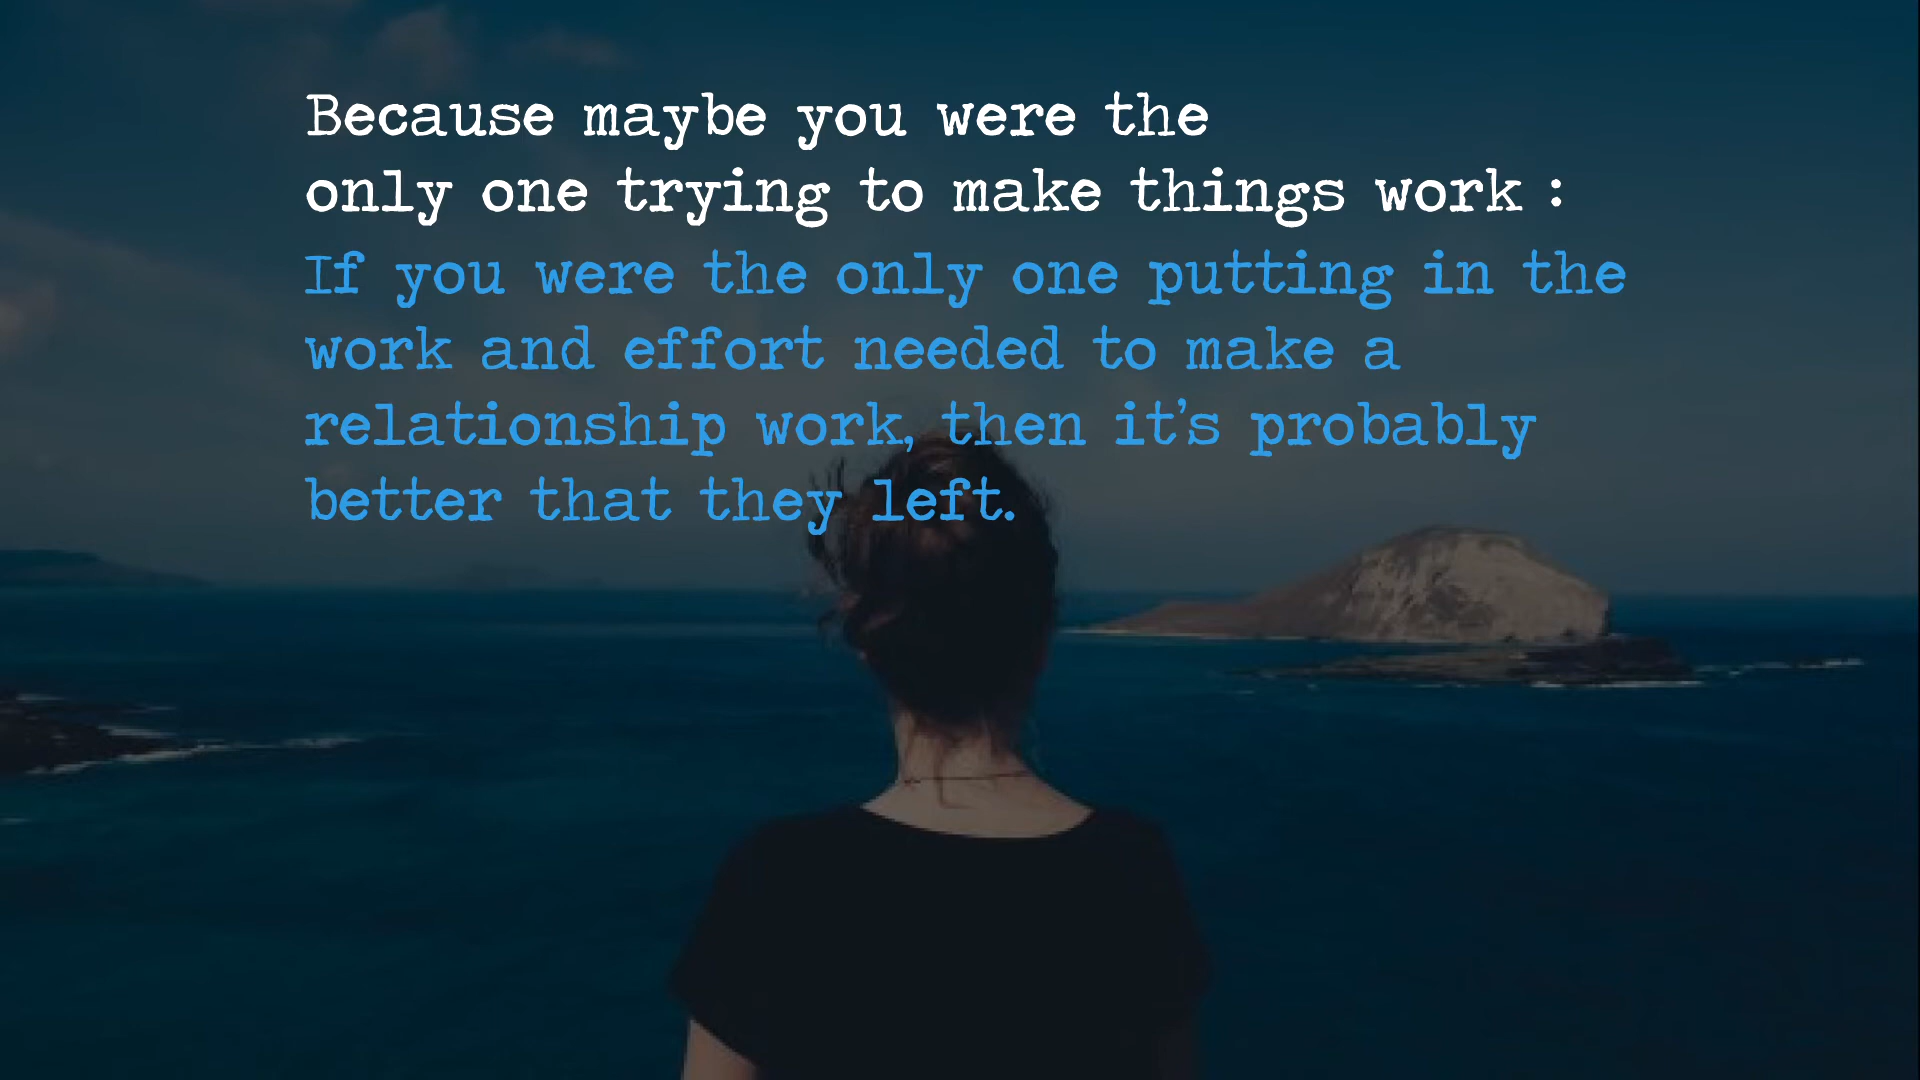 Because maybe you were the
only one trying to make things work :
If you were the only one putting in the
work and effort needed to make a
relationship work, then it's probably
better that they left.